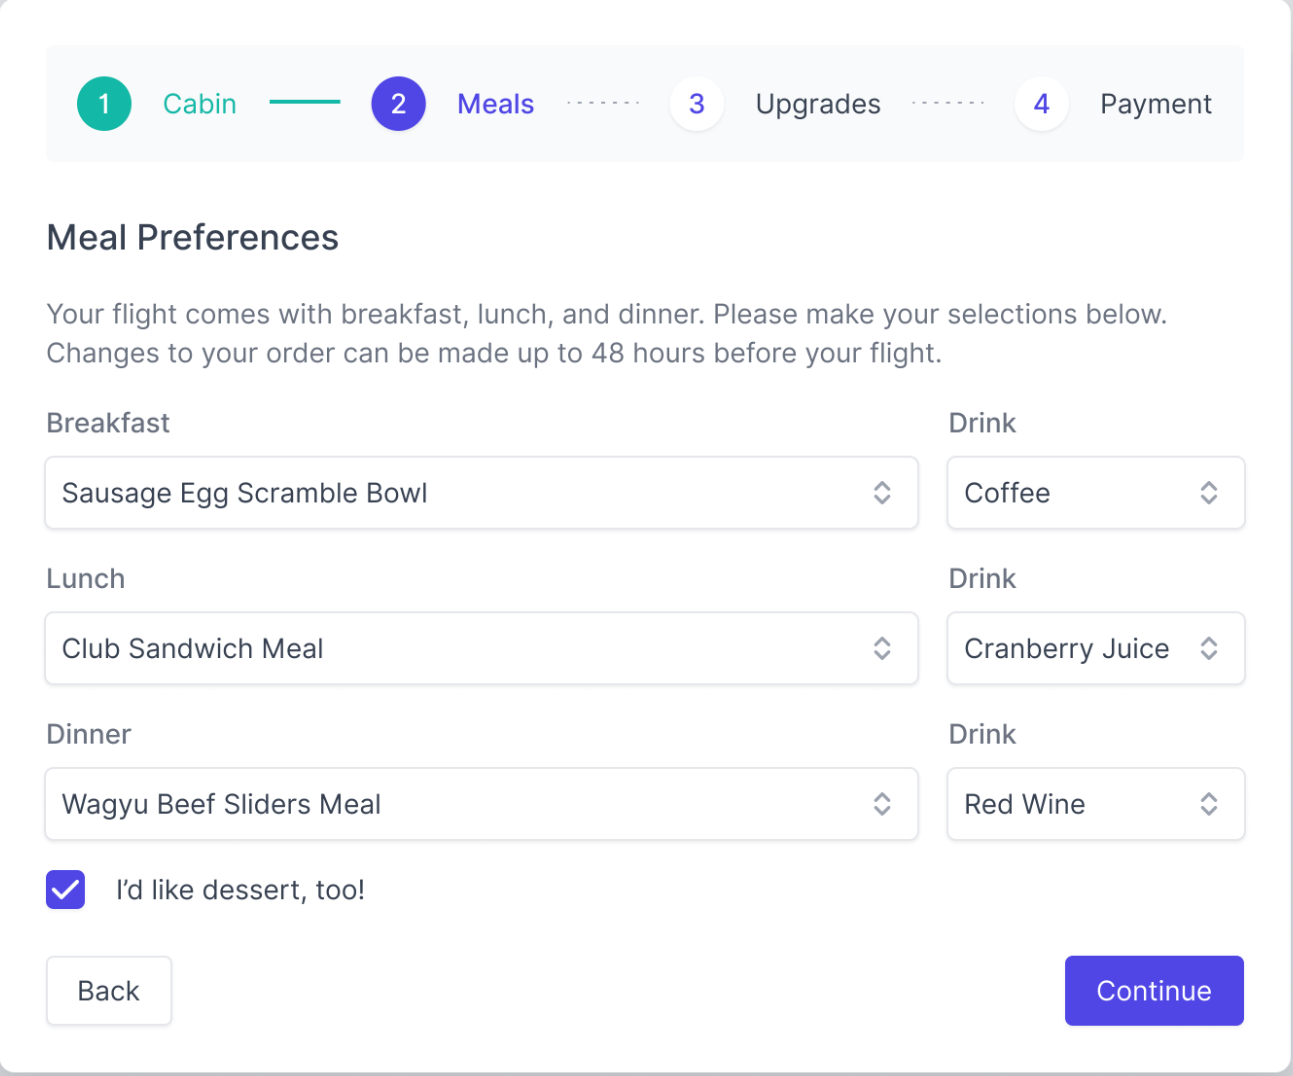 1 Cabin 2 Meals 3 Upgrades 4 Payment
Meal Preferences
Your flight comes with breakfast, lunch, and dinner. Please make your selections below.
Changes to your order can be made up to 48 hours before your flight.
Breakfast Drink
Sausage Egg Scramble Bowl Coffee
Lunch Drink
Club Sandwich Meal Cranberry Juice
Dinner Drink
Wagyu Beef Sliders Meal Red Wine
I’d like dessert, too!
Back Continue